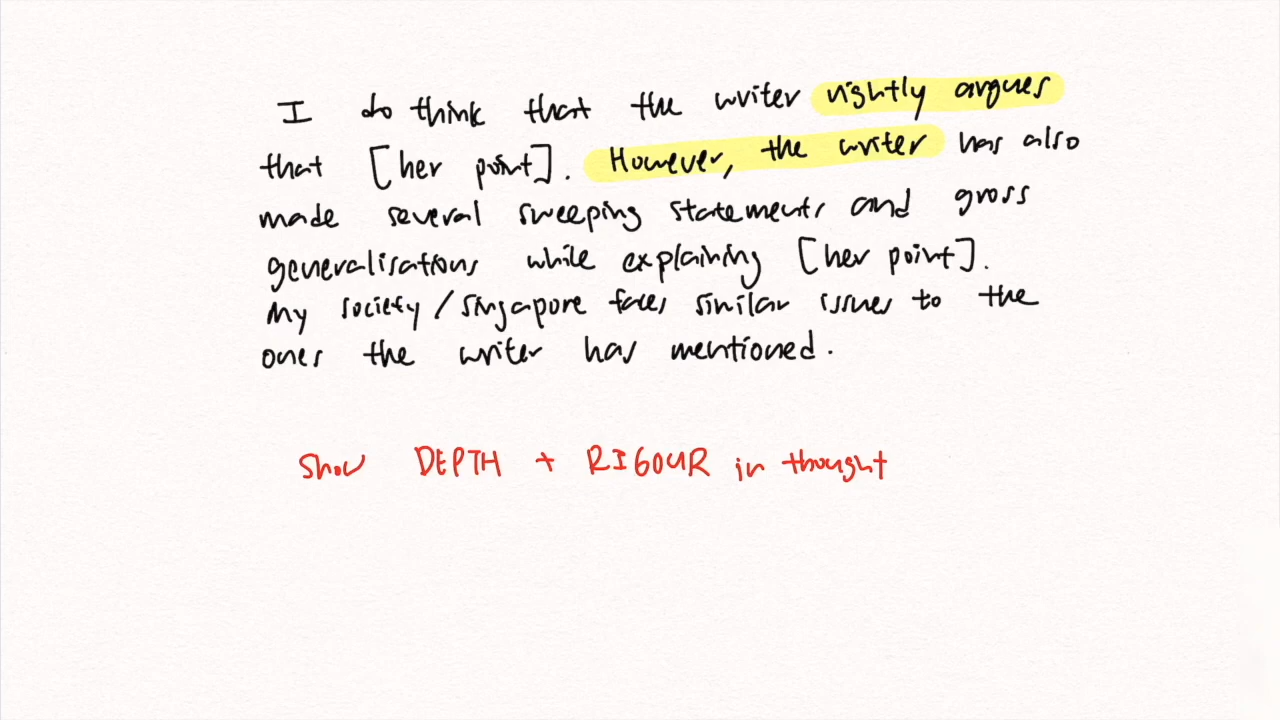 I do think that the writer rightly argues
that [her point]. However, the writer has also
made several sweeping statements and gross
generalisations while explaining [her point].
My society/Singapore faces similar issues to the
ones the writer has mentioned.
Show DEPTH + RIGOUR in thought